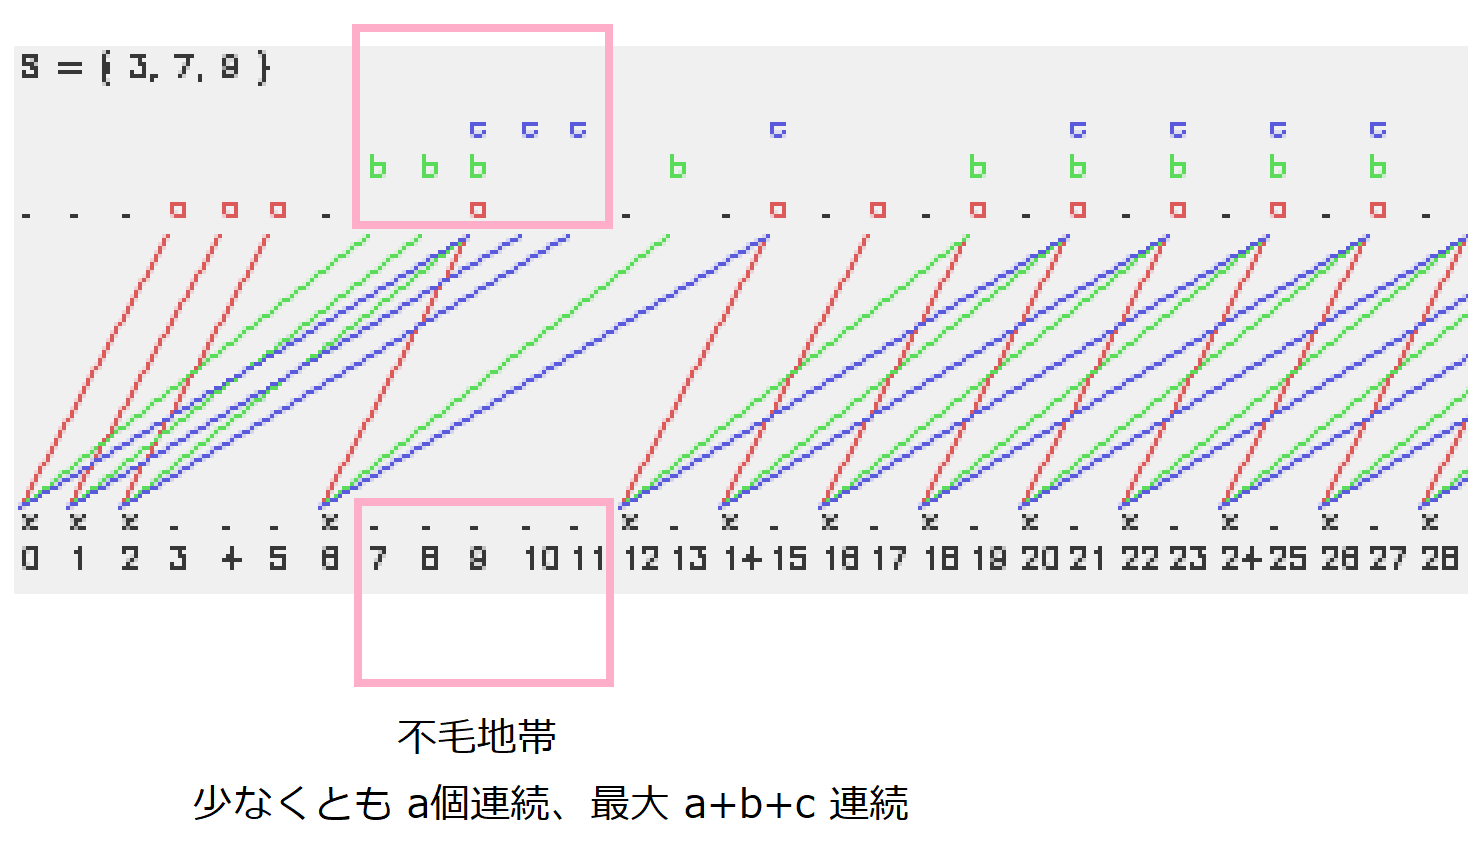 S = { 3, 7, 9 }
c c c c c c c c
b b b b b b b b b
- - - a a a - a - - a - a - a - a - a - a - a -
x x x - - - x - - - - - x - x - x - x - x - x - x - x - x
0 1 2 3 4 5 6 7 8 9 10 11 12 13 14 15 16 17 18 19 20 21 22 23 24 25 26 27 28
不毛地帯
少なくとも a個連続、最大 a+b+c 連続